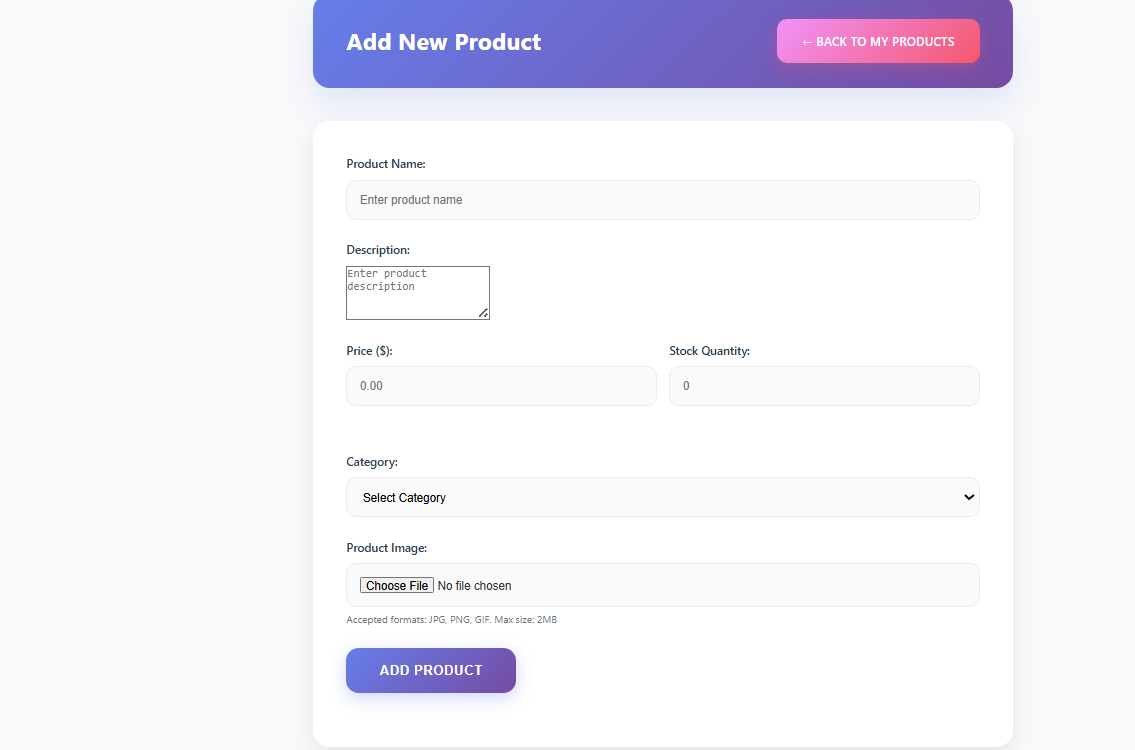 Add New Product
← BACK TO MY PRODUCTS
Product Name:
Enter product name
Description:
Enter product
description
Price ($):
Stock Quantity:
0.00
0
Category:
Select Category
Product Image:
Choose File No file chosen
Accepted formats: JPG, PNG, GIF. Max size: 2MB
ADD PRODUCT